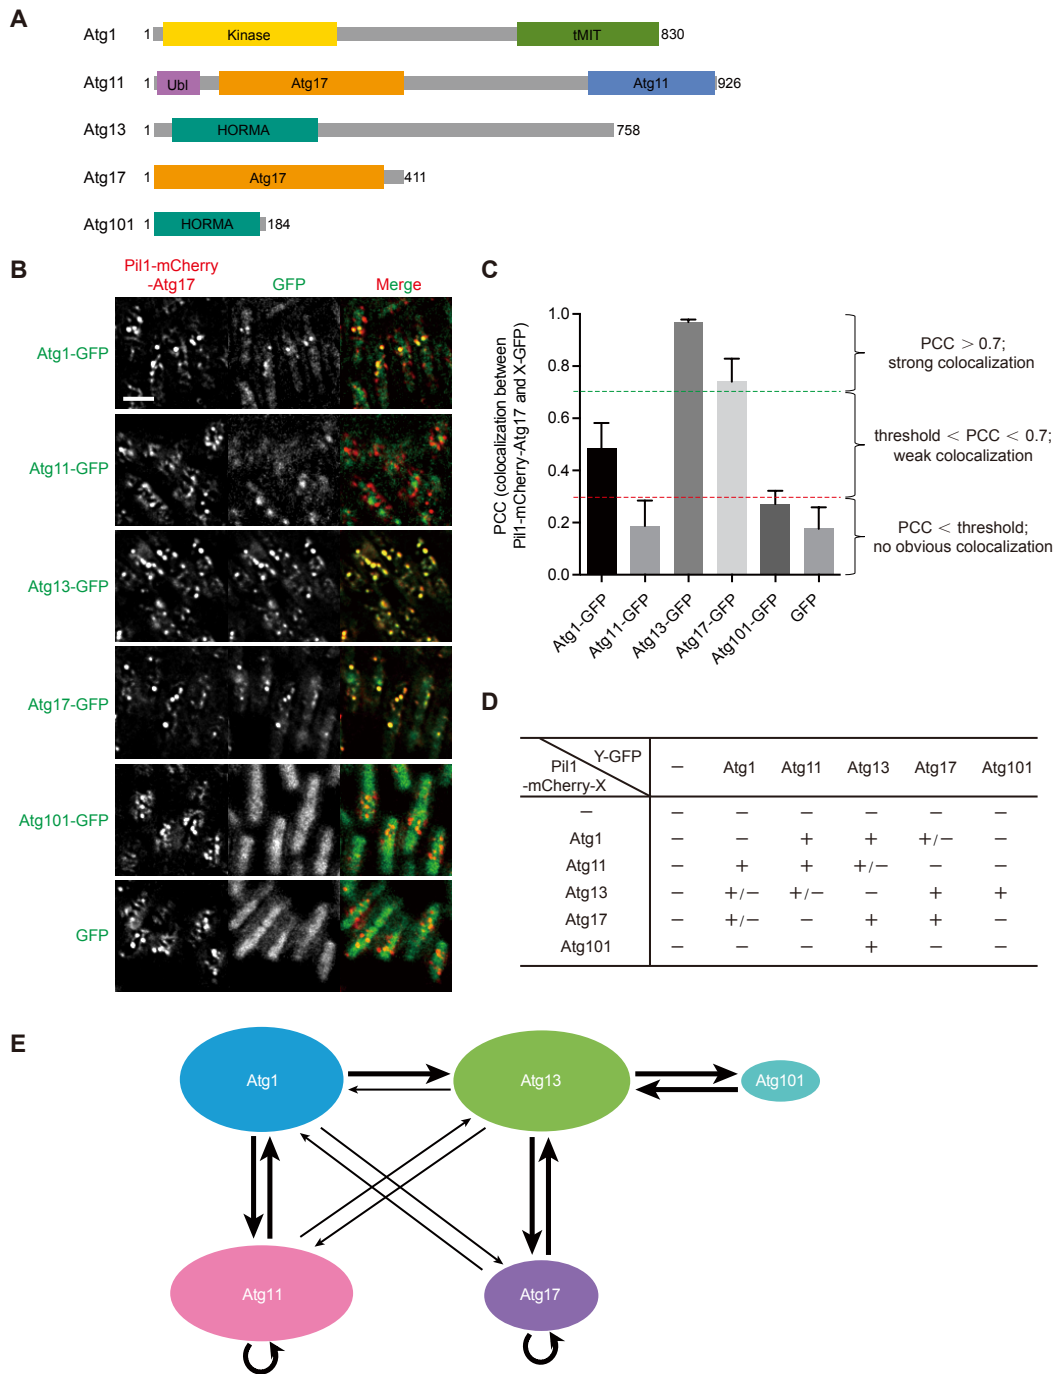 A
Atg1 1 Kinase tMIT 830
Atg11 1 Ubl Atg17 Atg11 926
Atg13 1 HORMA 758
Atg17 1 Atg17 411
Atg101 1 HORMA 184
B
Pil1-mCherry
-Atg17 GFP Merge
Atg1-GFP
Atg11-GFP
Atg13-GFP
Atg17-GFP
Atg101-GFP
GFP
C
PCC (colocalization between
Pil1-mCherry-Atg17 and X-GFP)
1.0
0.8
0.6
0.4
0.2
0.0
Atg1-GFP
Atg11-GFP
Atg13-GFP
Atg17-GFP
Atg101-GFP
GFP
PCC > 0.7;
strong colocalization
threshold < PCC < 0.7;
weak colocalization
PCC < threshold;
no obvious colocalization
D
Y-GFP
Pil1
-mCherry-X
− Atg1 Atg11 Atg13 Atg17 Atg101
− − − − − − −
Atg1 − − + + +/− −
Atg11 − + + +/− − −
Atg13 − +/− +/− − + +
Atg17 − +/− − + + −
Atg101 − − − + − −
E
Atg1
Atg13
Atg101
Atg11
Atg17